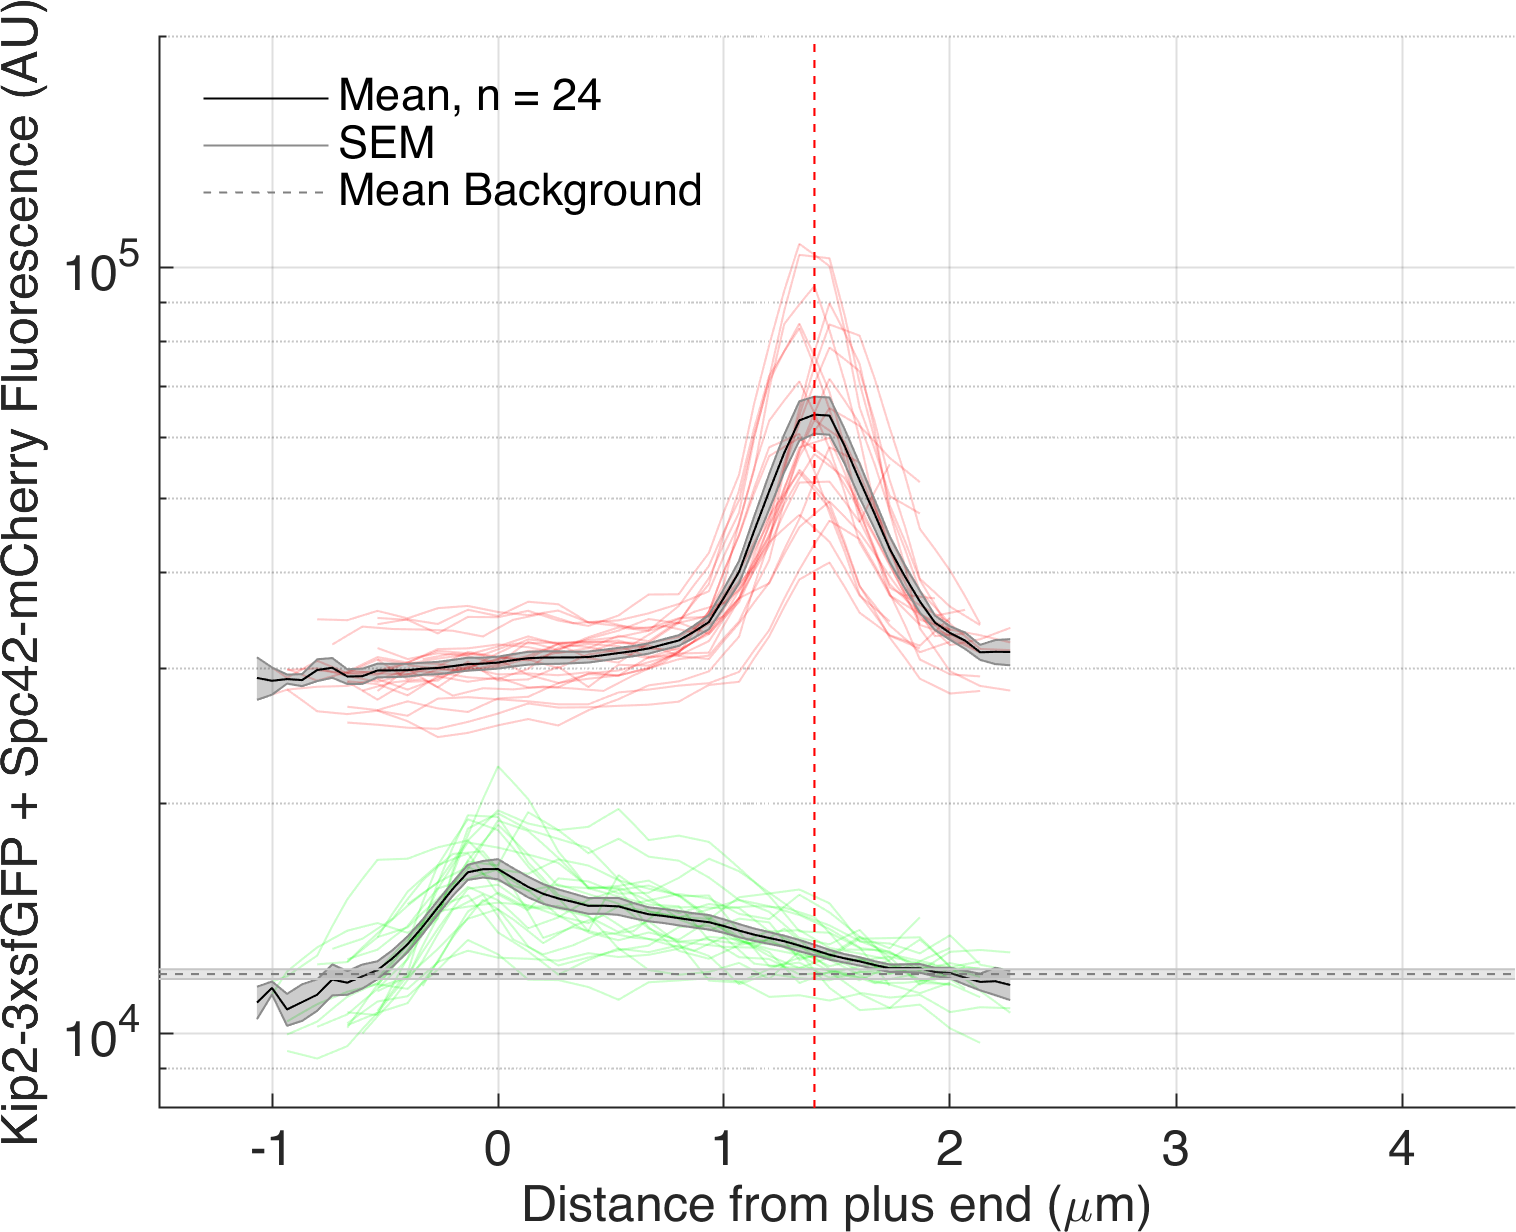 Kip2-3xsfGFP + Spc42-mCherry Fluorescence (AU)
Mean, n = 24
SEM
Mean Background
10^5
10^4
-1 0 1 2 3 4
Distance from plus end (μm)